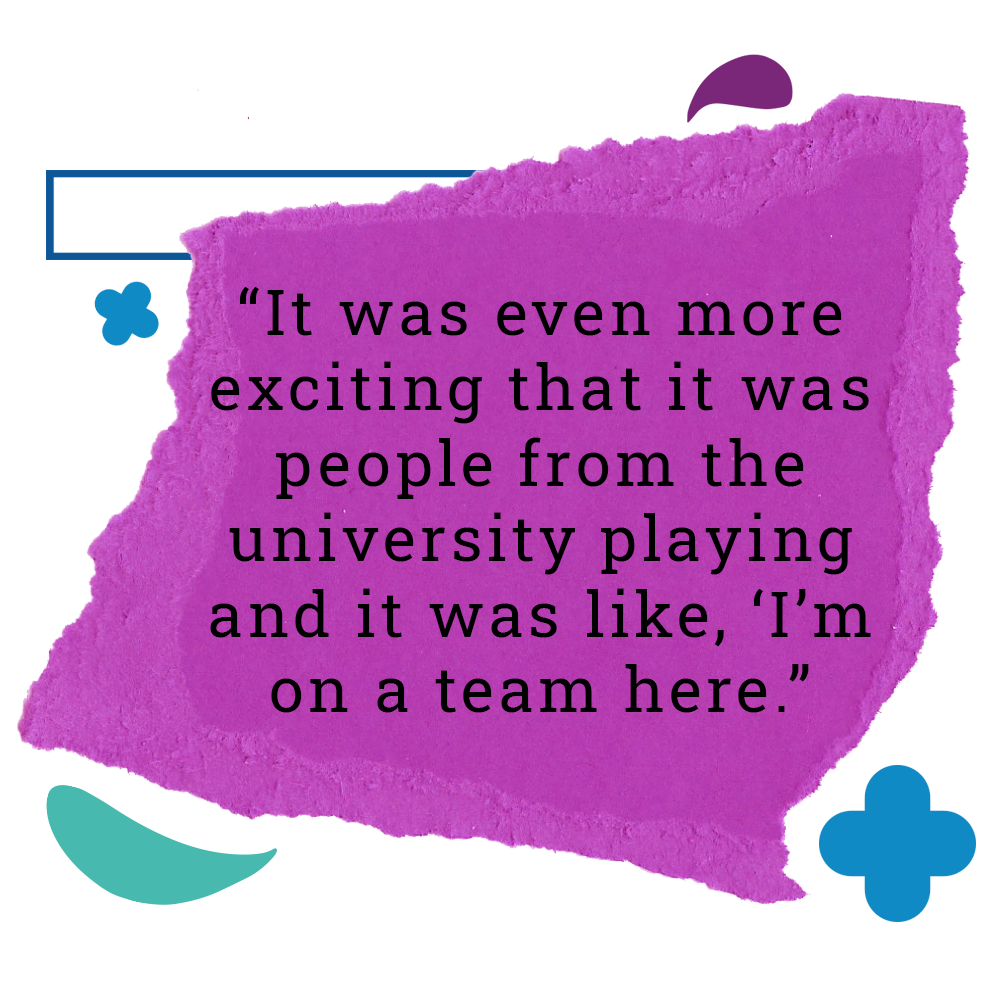 “It was even more
exciting that it was
people from the
university playing
and it was like, ‘I’m
on a team here.”